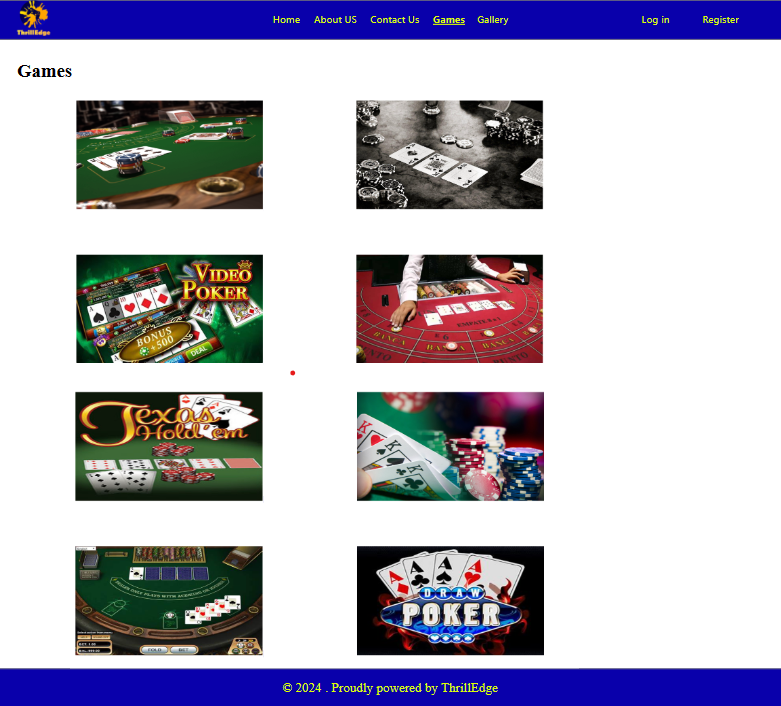 Home About US Contact Us Games Gallery Log in Register
ThrillEdge
Games
VIDEO
POKER
BONUS
+500
DEAL
Texas
Hold'em
DRAW
POKER
FOLD BET
© 2024 . Proudly powered by ThrillEdge